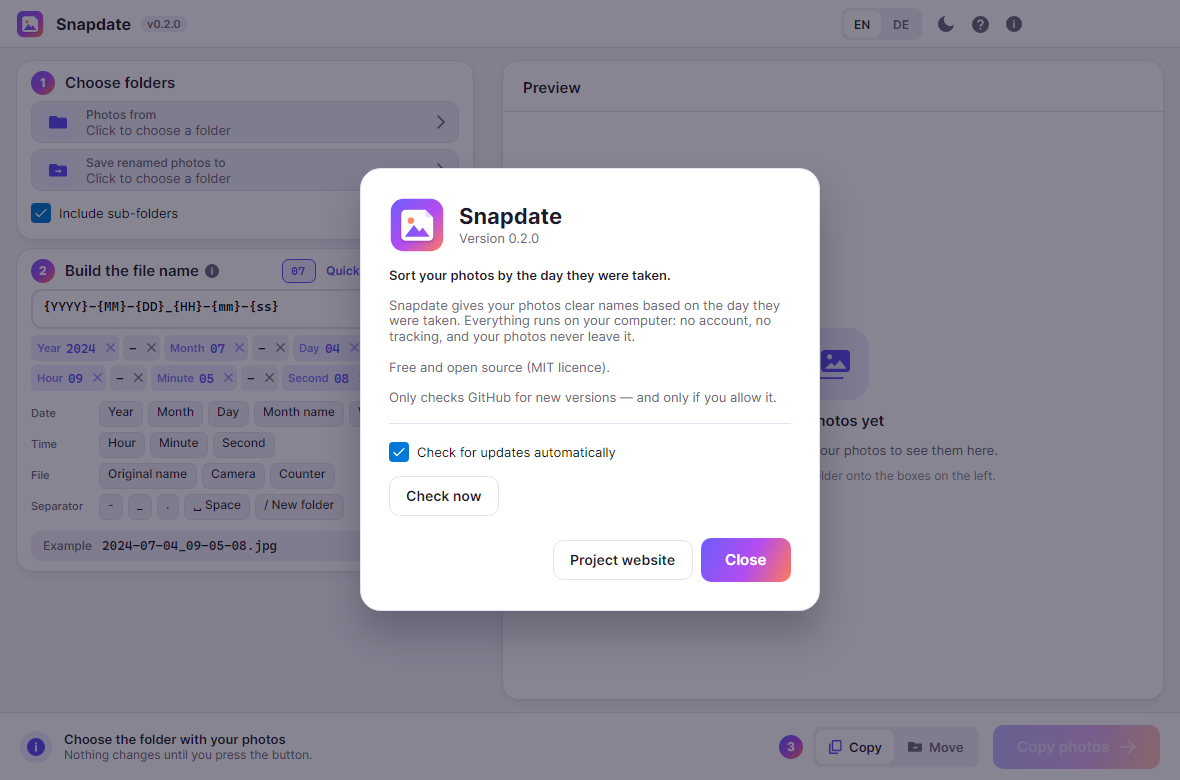 Snapdate v0.2.0
EN DE
1 Choose folders
Photos from
Click to choose a folder
Save renamed photos to
Click to choose a folder
Include sub-folders
2 Build the file name
07 Quick
{YYYY}-{MM}-{DD}_{HH}-{mm}-{ss}
Year 2024 – Month 07 – Day 04
Hour 09 – Minute 05 – Second 08
Date Year Month Day Month name
Time Hour Minute Second
File Original name Camera Counter
Separator - _ . ␣ Space / New folder
Example 2024-07-04_09-05-08.jpg
Preview
yet
your photos to see them here.
onto the boxes on the left.
Snapdate
Version 0.2.0
Sort your photos by the day they were taken.
Snapdate gives your photos clear names based on the day they
were taken. Everything runs on your computer: no account, no
tracking, and your photos never leave it.
Free and open source (MIT licence).
Only checks GitHub for new versions — and only if you allow it.
Check for updates automatically
Check now
Project website Close
Choose the folder with your photos
Nothing changes until you press the button.
3 Copy Move Copy photos